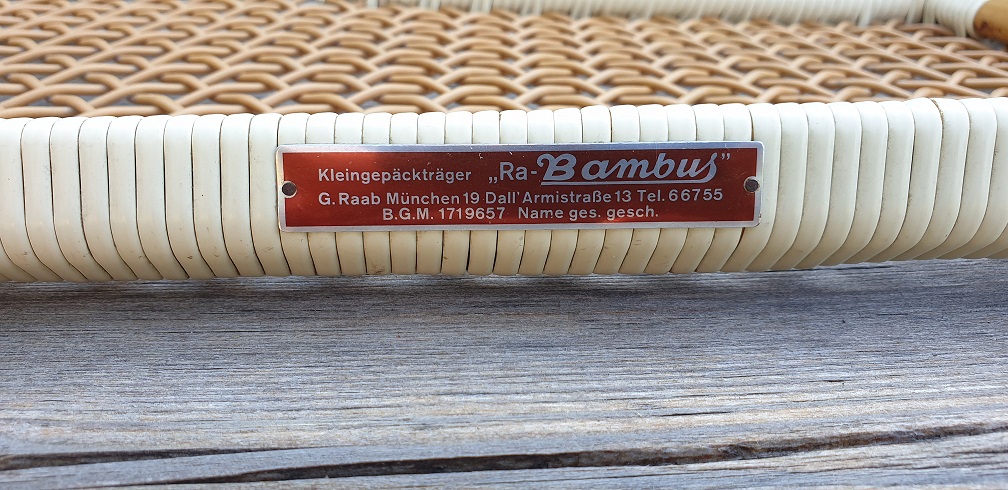 Kleingepäckträger „Ra-Bambus”
G. Raab München 19 Dall'Armistraße 13 Tel. 66755
B.G.M. 1719657 Name ges. gesch.